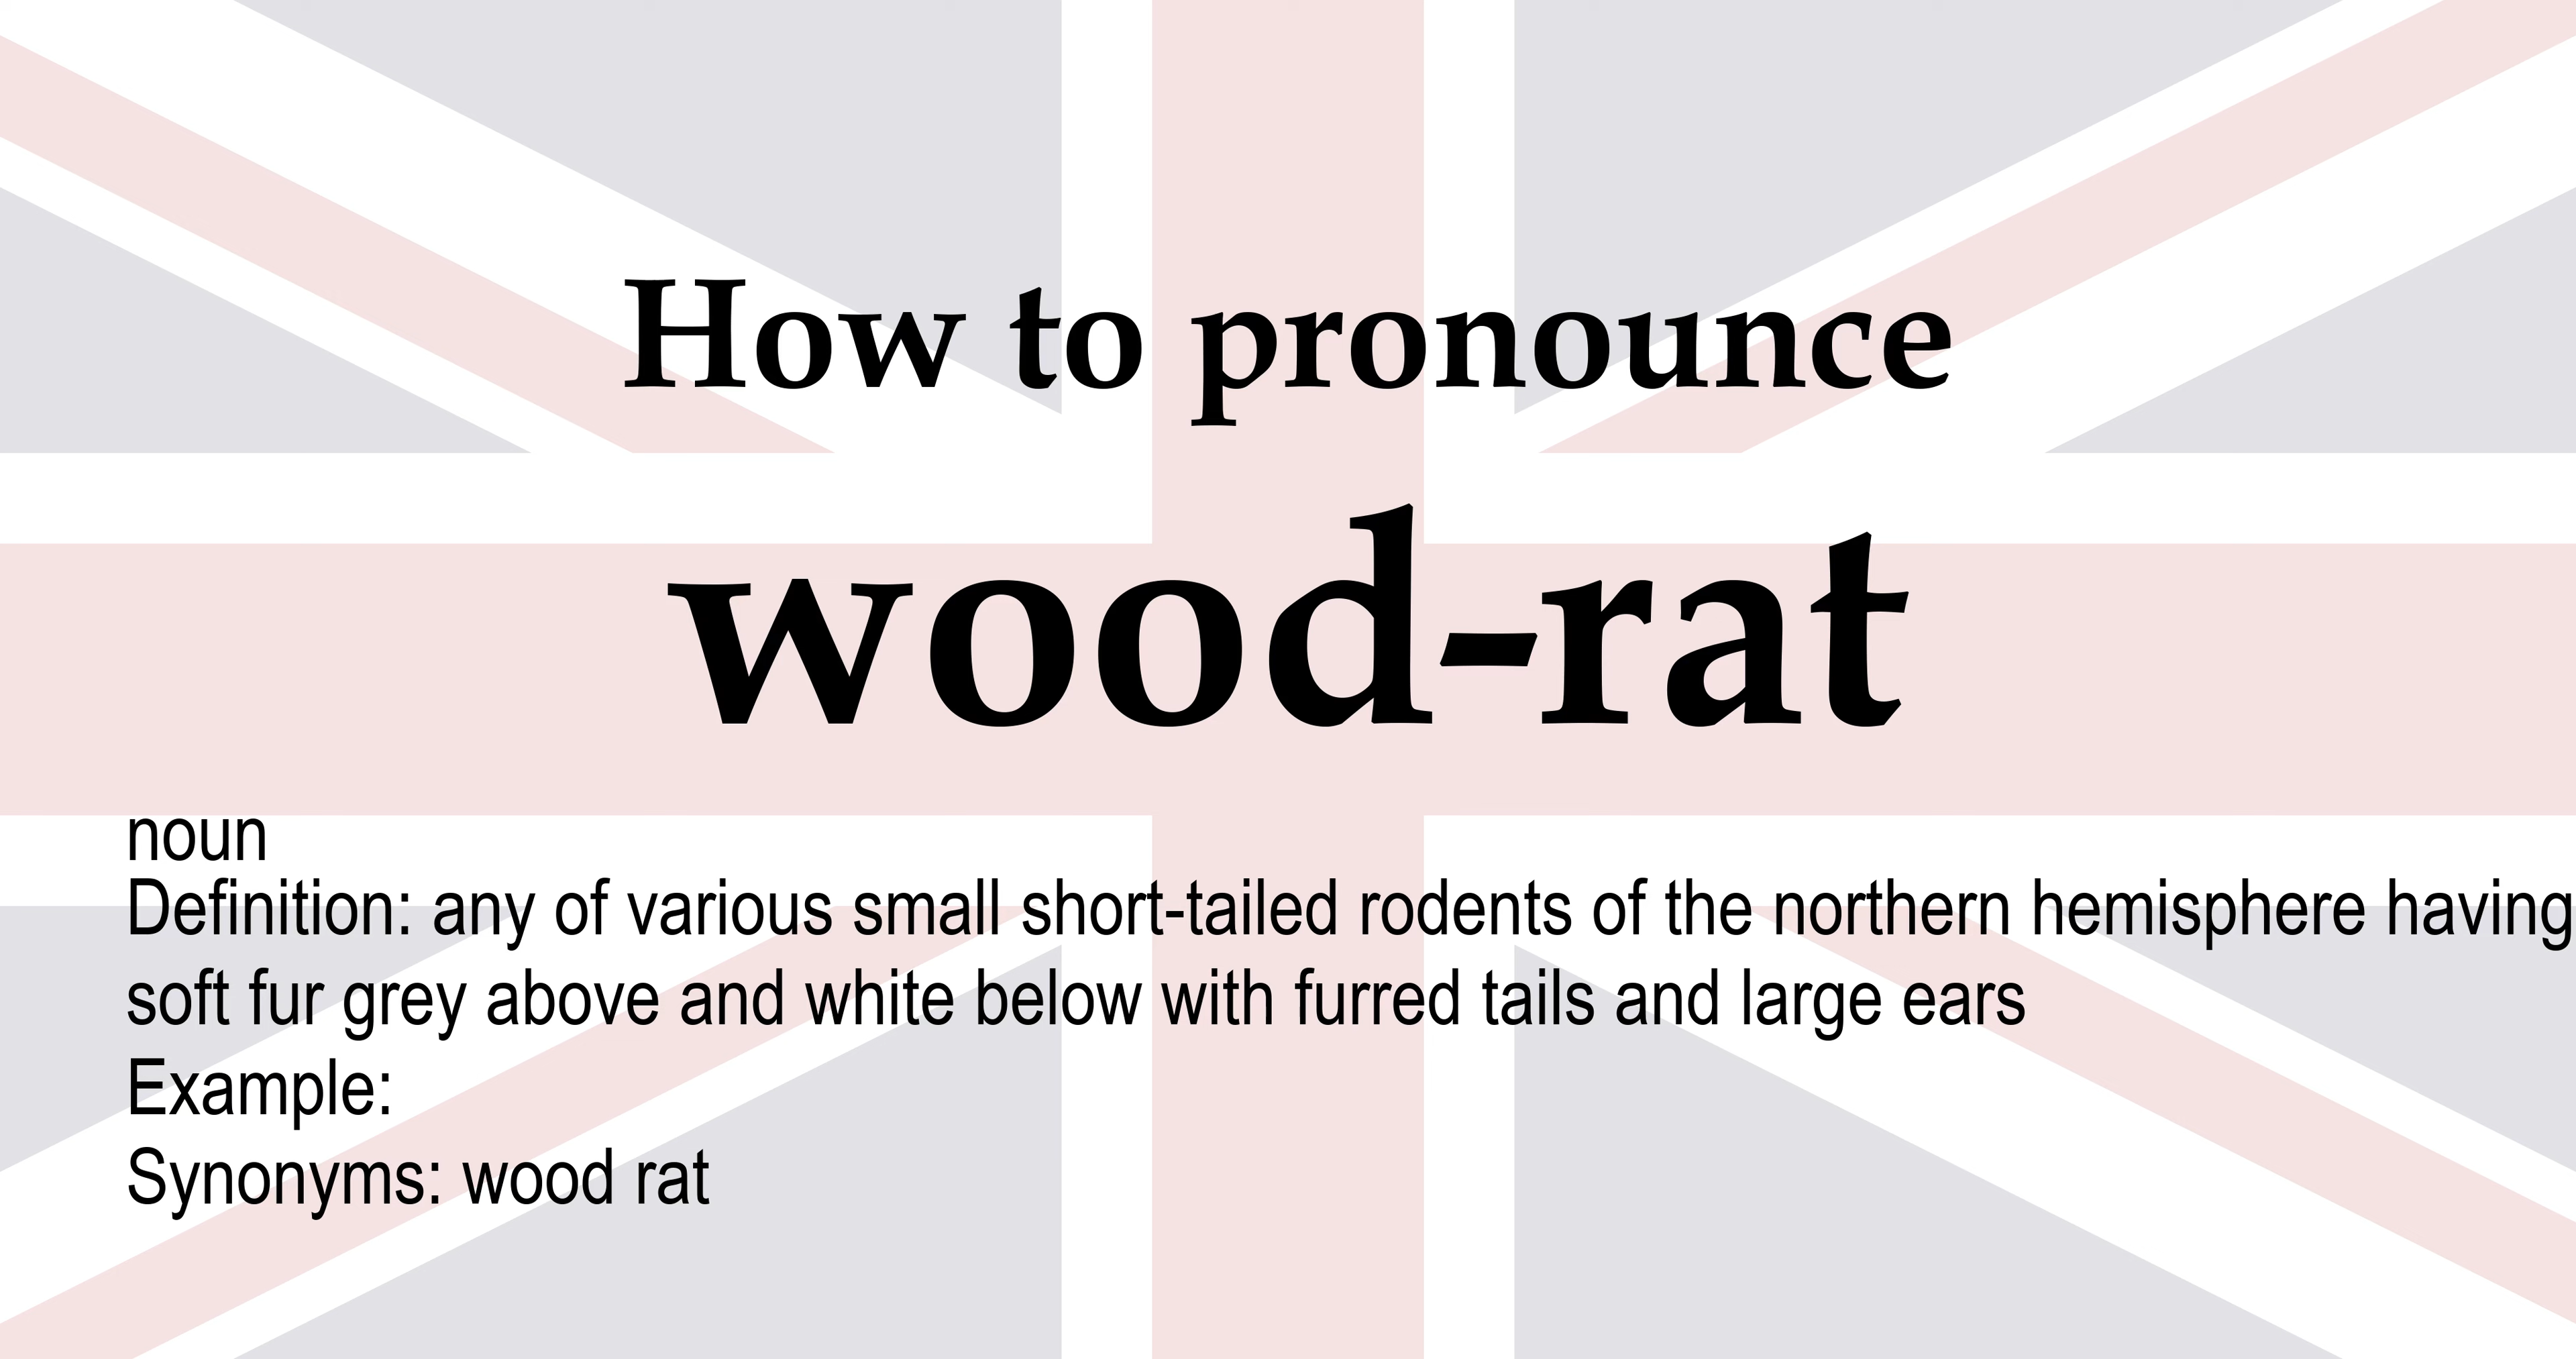 How to pronounce
wood-rat
noun
Definition: any of various small short-tailed rodents of the northern hemisphere having
soft fur grey above and white below with furred tails and large ears
Example:
Synonyms: wood rat